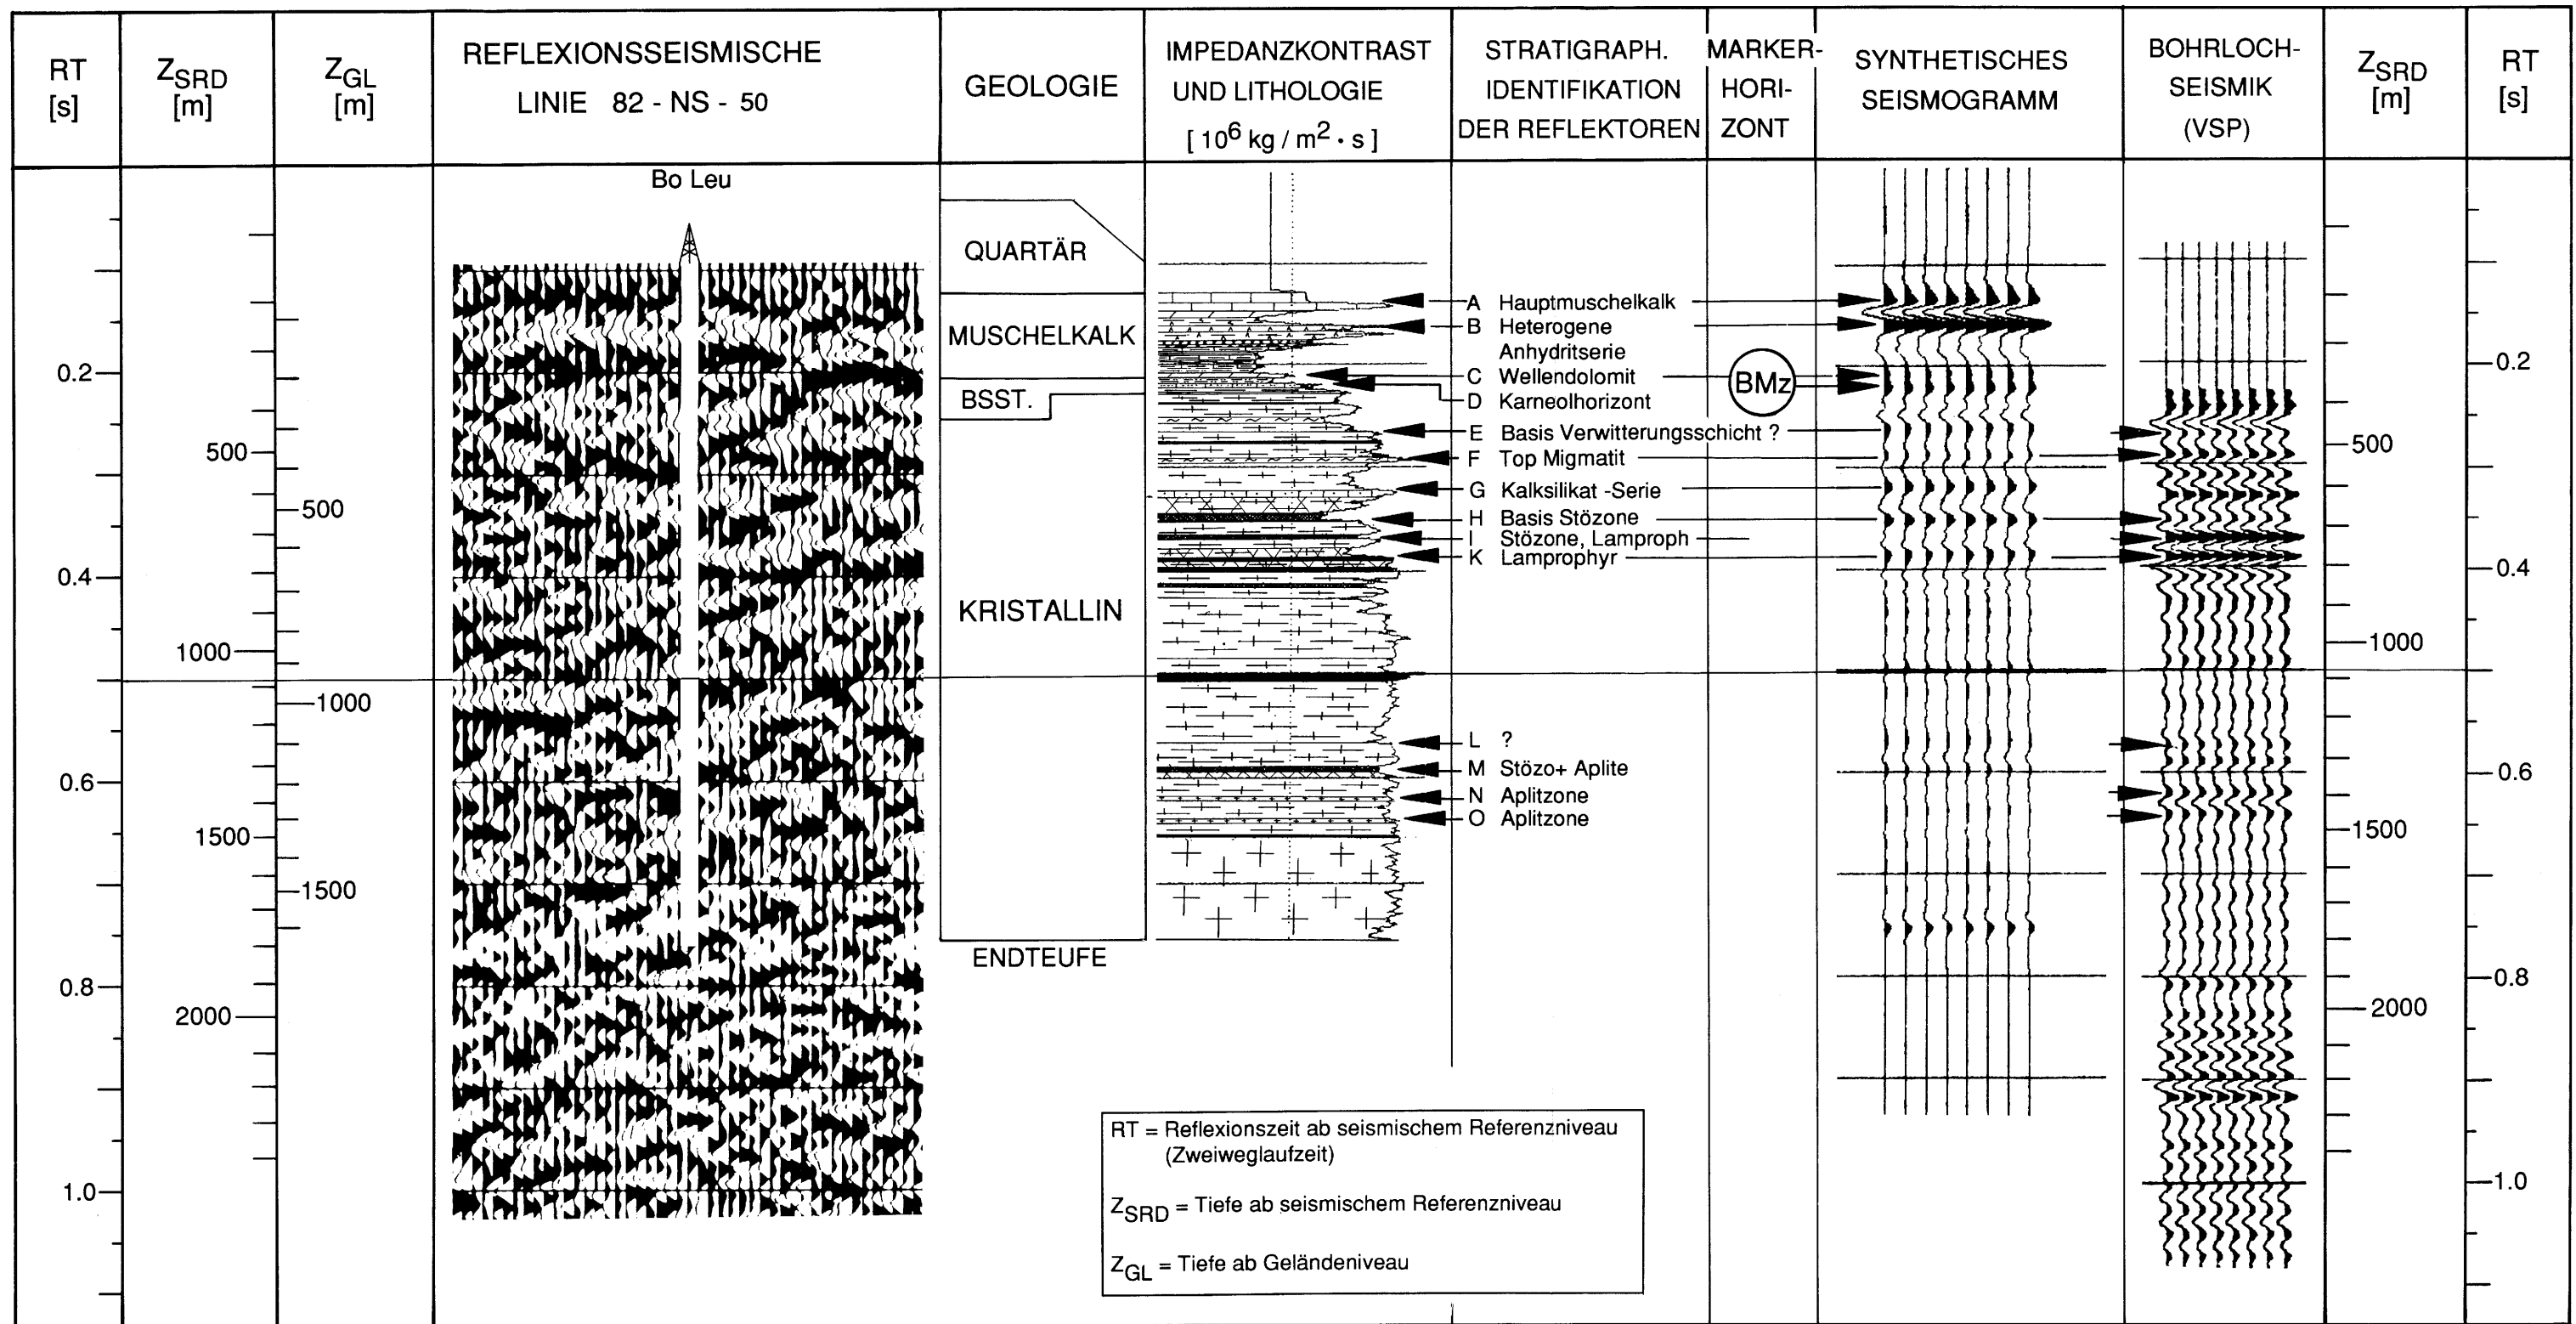 RT
[s]
ZSRD
[m]
ZGL
[m]
REFLEXIONSSEISMISCHE
LINIE 82 - NS - 50
GEOLOGIE
IMPEDANZKONTRAST
UND LITHOLOGIE
[ 10⁶ kg / m² • s ]
STRATIGRAPH.
IDENTIFIKATION
DER REFLEKTOREN
MARKER-
HORI-
ZONT
SYNTHETISCHES
SEISMOGRAMM
BOHRLOCH-
SEISMIK
(VSP)
ZSRD
[m]
RT
[s]
0.2
0.4
0.6
0.8
1.0
500
1000
1500
2000
500
1000
1500
Bo Leu
QUARTÄR
MUSCHELKALK
BSST.
KRISTALLIN
ENDTEUFE
A Hauptmuschelkalk
B Heterogene
Anhydritserie
C Wellendolomit
D Karneolhorizont
E Basis Verwitterungsschicht ?
F Top Migmatit
G Kalksilikat -Serie
H Basis Stözone
I Stözone, Lamproph
K Lamprophyr
L ?
M Stözo+ Aplite
N Aplitzone
O Aplitzone
BMz
500
1000
1500
2000
0.2
0.4
0.6
0.8
1.0
RT = Reflexionszeit ab seismischem Referenzniveau
(Zweiweglaufzeit)
ZSRD = Tiefe ab seismischem Referenzniveau
ZGL = Tiefe ab Geländeniveau